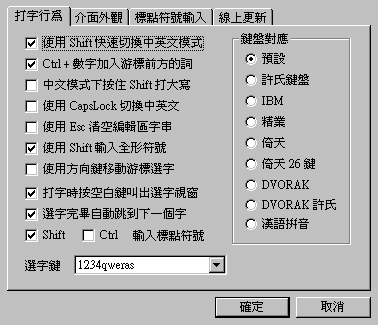 打字行爲 介面外觀 標點符號輸入 線上更新
使用 Shift 快速切換中英文模式
Ctrl + 數字加入游標前方的詞
中文模式下按住 Shift 打大寫
使用 CapsLock 切換中英文
使用 Esc 清空編輯區字串
使用 Shift 輸入全形符號
使用方向鍵移動游標選字
打字時按空白鍵叫出選字視窗
選字完畢自動跳到下一個字
Shift Ctrl 輸入標點符號
選字鍵 1234qweras
鍵盤對應
預設
許氏鍵盤
IBM
精業
倚天
倚天 26 鍵
DVORAK
DVORAK 許氏
漢語拼音
確定 取消